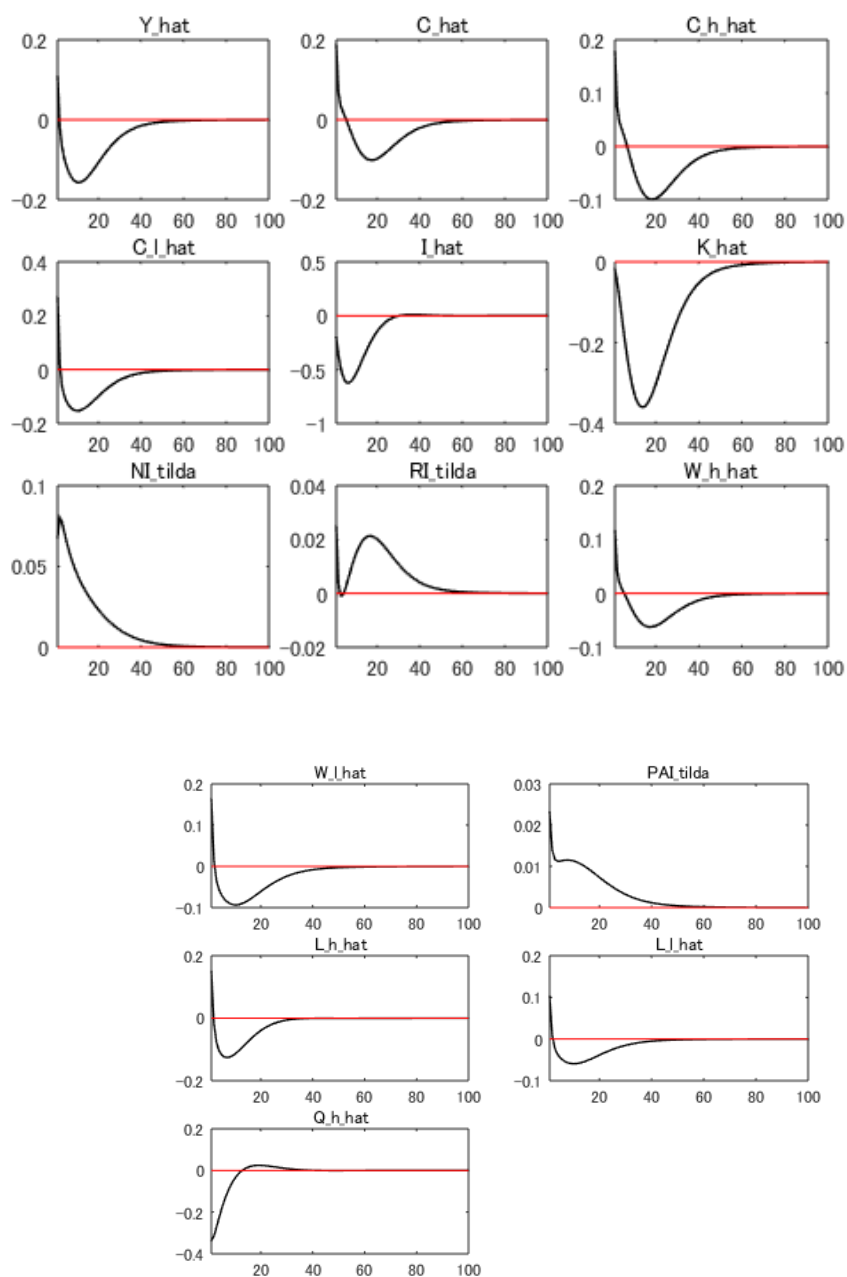 Y_hat C_hat C_h_hat
0.2 0.2 0.2
0.1
0 0 0
-0.2 -0.2 -0.1
20 40 60 80 100 20 40 60 80 100 20 40 60 80 100
C_l_hat I_hat K_hat
0.4 0.5 0
0.2 0 -0.2
0 -0.5
-0.2 -1 -0.4
20 40 60 80 100 20 40 60 80 100 20 40 60 80 100
NI_tilda RI_tilda W_h_hat
0.1 0.04 0.2
0.02 0.1
0.05
0 0
0 -0.02 -0.1
20 40 60 80 100 20 40 60 80 100 20 40 60 80 100
W_l_hat PAI_tilda
0.2 0.03
0.1 0.02
0 0.01
-0.1 0
20 40 60 80 100 20 40 60 80 100
L_h_hat L_l_hat
0.2 0.2
0.1
0 0
-0.2 -0.1
20 40 60 80 100 20 40 60 80 100
Q_h_hat
0.2
0
-0.2
-0.4
20 40 60 80 100